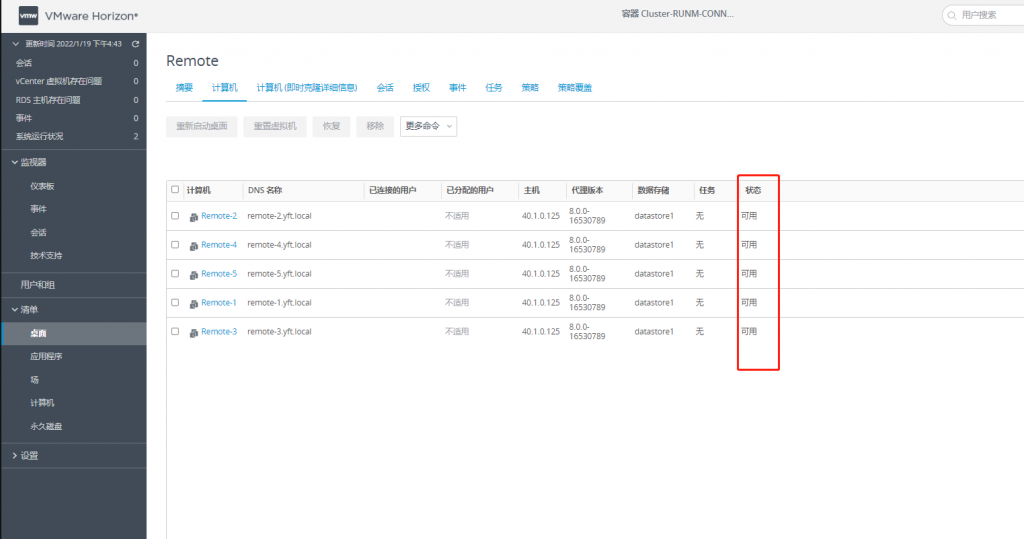 vmw VMware Horizon®
容器 Cluster-RUNM-CONN...
用户搜索
更新时间 2022/1/19 下午4:43
会话 0
vCenter 虚拟机存在问题 0
RDS 主机存在问题 0
事件 0
系统运行状况 2
监视器
仪表板
事件
会话
技术支持
用户和组
清单
桌面
应用程序
场
计算机
永久磁盘
设置
Remote
摘要 计算机 计算机 (即时克隆详细信息) 会话 授权 事件 任务 策略 策略覆盖
重新启动桌面 重置虚拟机 恢复 移除 更多命令
计算机 DNS 名称 已连接的用户 已分配的用户 主机 代理版本 数据存储 任务 状态
Remote-2 remote-2.yft.local 不适用 40.1.0.125 8.0.0-16530789 datastore1 无 可用
Remote-4 remote-4.yft.local 不适用 40.1.0.125 8.0.0-16530789 datastore1 无 可用
Remote-5 remote-5.yft.local 不适用 40.1.0.125 8.0.0-16530789 datastore1 无 可用
Remote-1 remote-1.yft.local 不适用 40.1.0.125 8.0.0-16530789 datastore1 无 可用
Remote-3 remote-3.yft.local 不适用 40.1.0.125 8.0.0-16530789 datastore1 无 可用